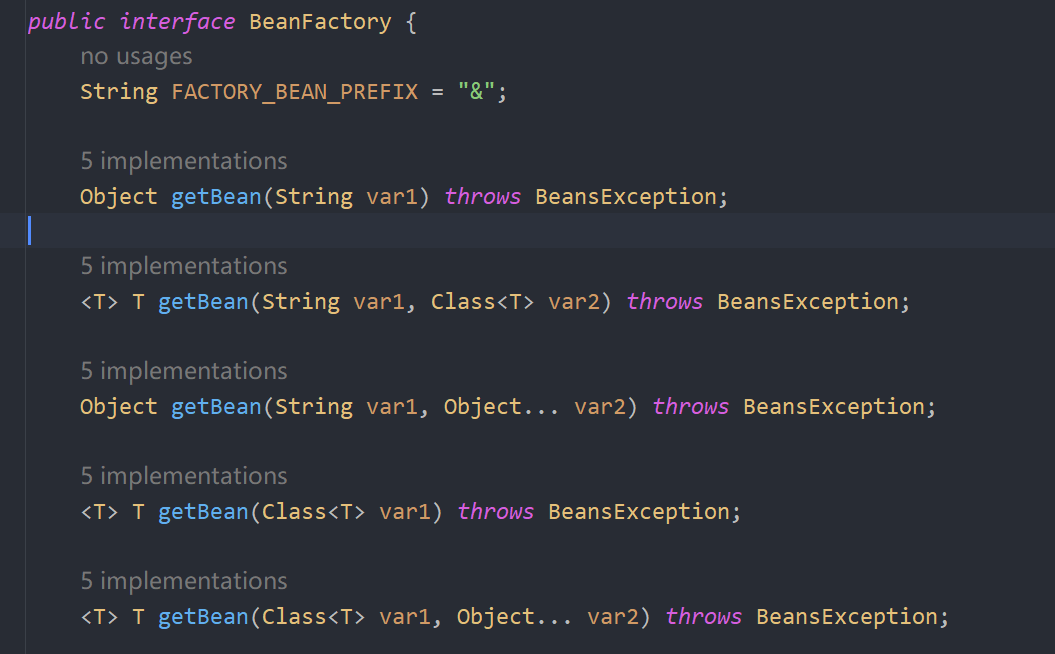 public interface BeanFactory {
no usages
String FACTORY_BEAN_PREFIX = "&";
5 implementations
Object getBean(String var1) throws BeansException;
5 implementations
<T> T getBean(String var1, Class<T> var2) throws BeansException;
5 implementations
Object getBean(String var1, Object... var2) throws BeansException;
5 implementations
<T> T getBean(Class<T> var1) throws BeansException;
5 implementations
<T> T getBean(Class<T> var1, Object... var2) throws BeansException;